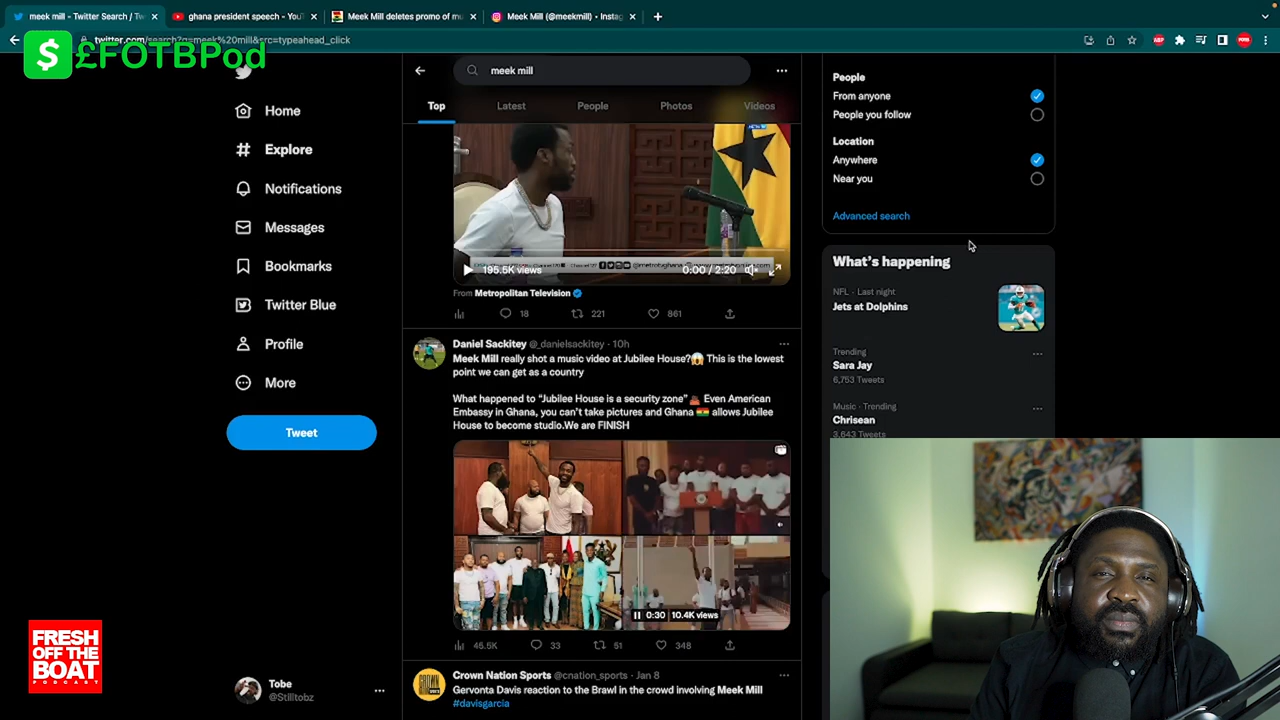 meek mill - Twitter Search / Tw
ghana president speech - YouT
Meek Mill deletes promo of mu
Meek Mill (@meekmill) • Instag
twitter.com/search?q=meek%20mill&src=typeahead_click
$ £FOTBPod
meek mill
Top
Latest
People
Photos
Videos
Home
Explore
Notifications
Messages
Bookmarks
Twitter Blue
Profile
More
Tweet
195.5K views
0:00 / 2:20
From Metropolitan Television
18
221
861
Daniel Sackitey @_danielsackitey · 10h
Meek Mill really shot a music video at Jubilee House? This is the lowest
point we can get as a country
What happened to “Jubilee House is a security zone” Even American
Embassy in Ghana, you can’t take pictures and Ghana allows Jubilee
House to become studio.We are FINISH
0:30 10.4K views
45.5K
33
51
348
Crown Nation Sports @cnation_sports · Jan 8
Gervonta Davis reaction to the Brawl in the crowd involving Meek Mill
#davisgarcia
People
From anyone
People you follow
Location
Anywhere
Near you
Advanced search
What’s happening
NFL · Last night
Jets at Dolphins
Trending
Sara Jay
6,753 Tweets
Music · Trending
Chrisean
3,643 Tweets
FRESH
OFF THE
BOAT
PODCAST
Tobe
@Stilltobz